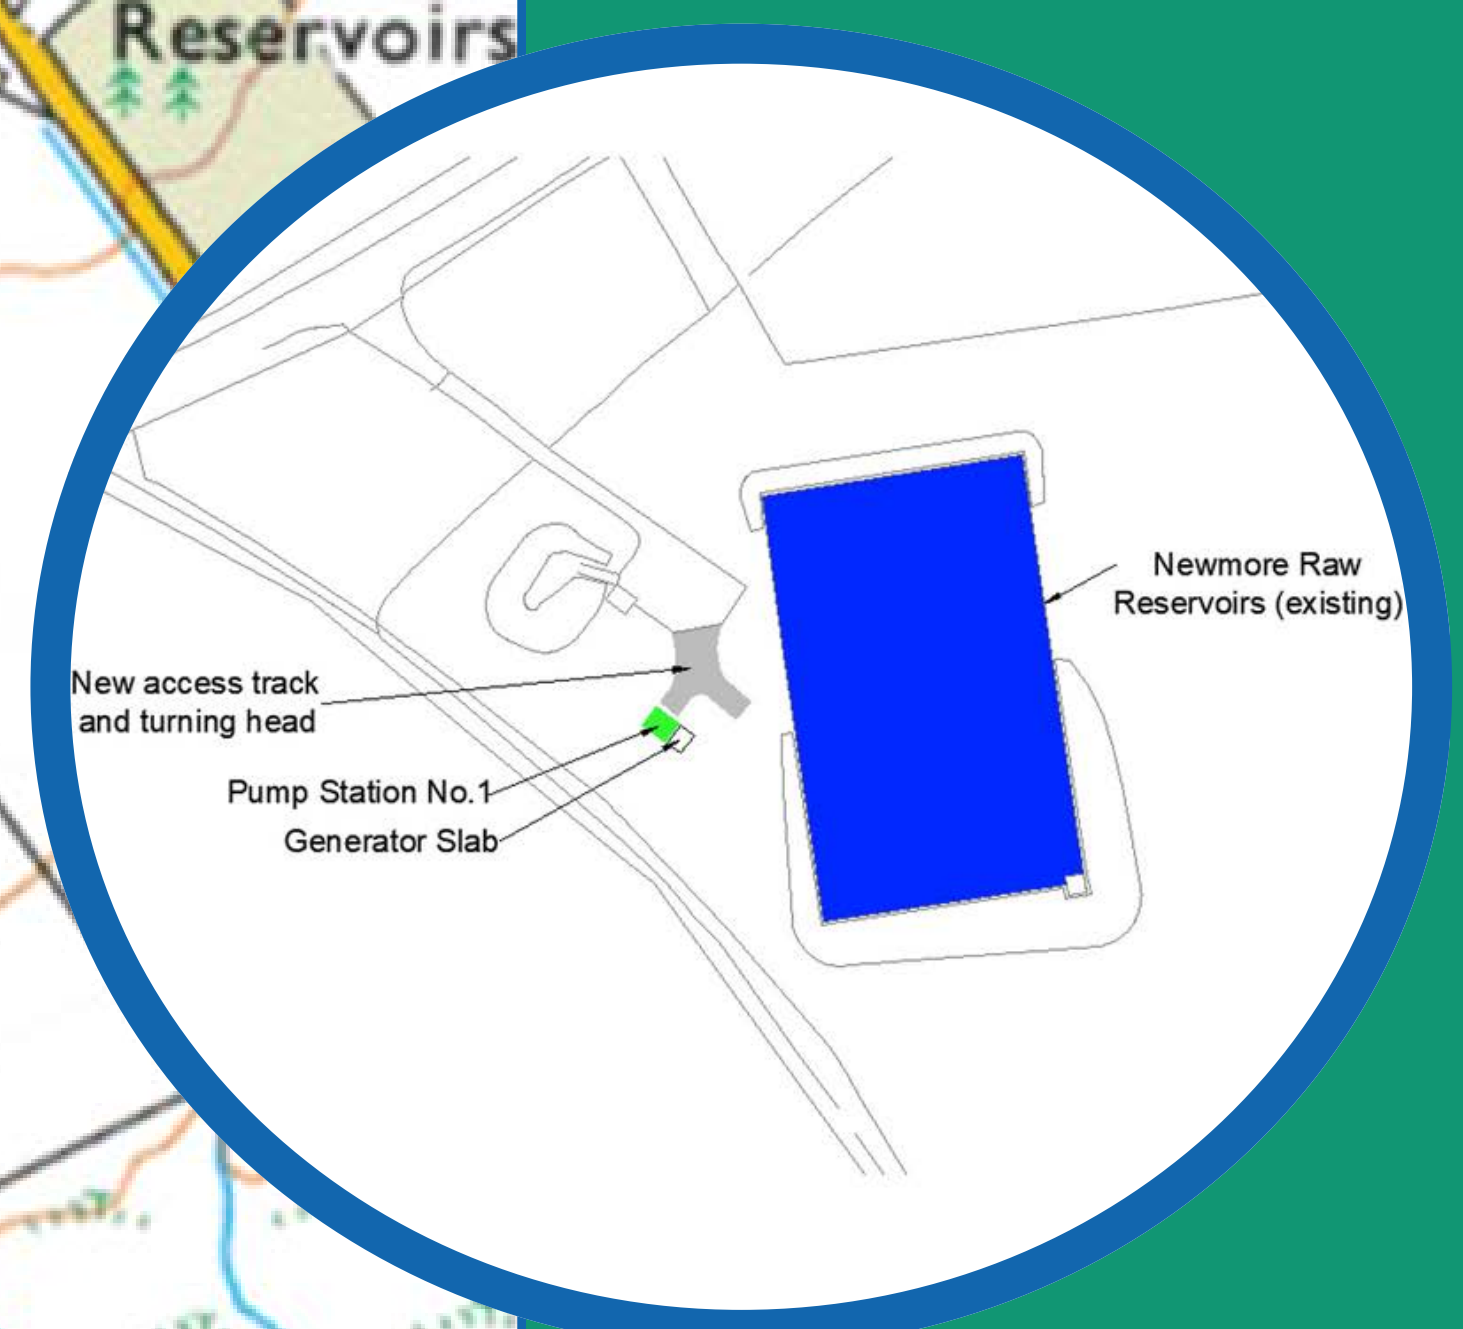 Reservoirs
Newmore Raw
Reservoirs (existing)
New access track
and turning head
Pump Station No.1
Generator Slab